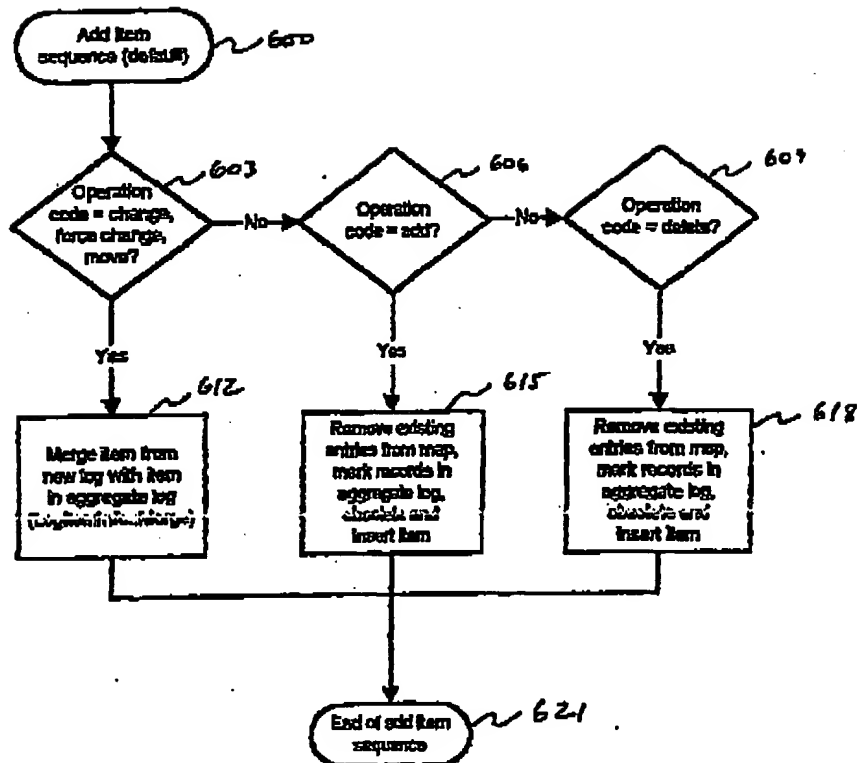 Add item
sequence (default)
600
603
606
609
Operation
code = change,
force change,
move?
No
Operation
code = add?
No
Operation
code = delete?
Yes
Yes
Yes
612
615
618
Merge item from
new log with item
in aggregate log
Remove existing
entries from map,
mark records in
aggregate log,
obsolete and
insert item
Remove existing
entries from map,
mark records in
aggregate log,
obsolete and
insert item
End of add item
sequence
621